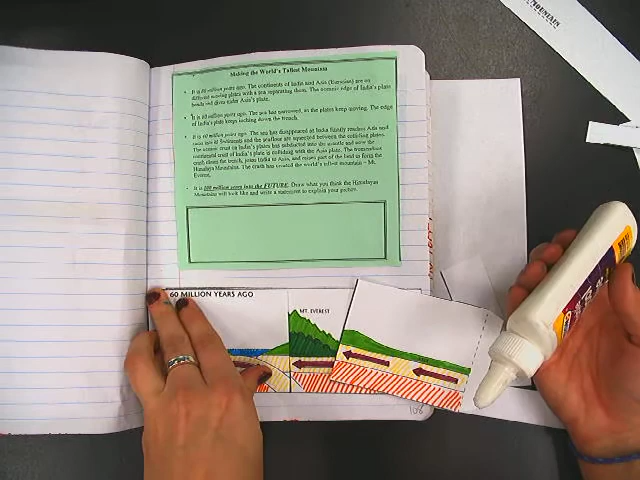 MOUNTAIN
Making the World's Tallest Mountain
It is 80 million years ago. The continents of India and Asia (Eurasian) are on
different moving plates with a sea separating them. The oceanic edge of India's plate
bends and dives under Asia's plate.
It is 60 million years ago. The sea has narrowed, as the plates keep moving. The edge
of India's plate keeps inching down the trench.
It is 40 million years ago. The sea has disappeared as India finally reaches Asia and
Sediments and the seafloor are squeezed between the colliding plates.
The oceanic crust in India's plates has subducted into the mantle and now the
continental crust of India's plate is colliding with the Asia plate. The tremendous
crash closes the trench, joins India to Asia, and raises part of the land to form the
Himalaya Mountains. The crash has created the world's tallest mountain – Mt.
Everest.
It is 100 million years into the FUTURE. Draw what you think the Himalayan
Mountains will look like and write a statement to explain your picture.
60 MILLION YEARS AGO
MT. EVEREST
108